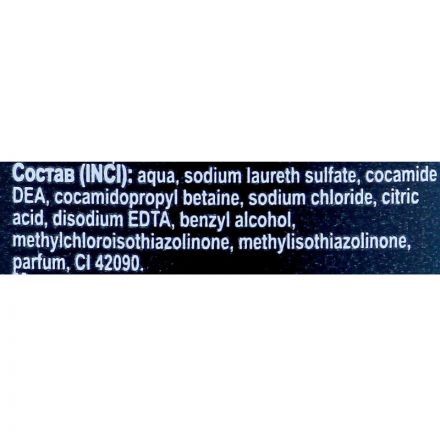 Состав (INCI): aqua, sodium laureth sulfate, cocamide
DEA, cocamidopropyl betaine, sodium chloride, citric
acid, disodium EDTA, benzyl alcohol,
methylchloroisothiazolinone, methylisothiazolinone,
parfum, CI 42090.